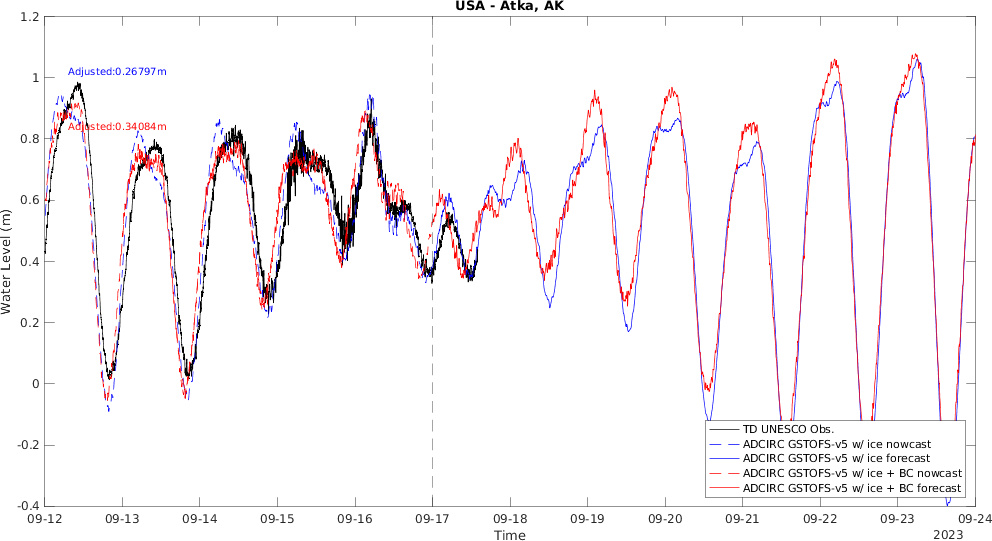 USA - Atka, AK
1.2
1
0.8
0.6
0.4
0.2
0
-0.2
-0.4
Water Level (m)
Adjusted:0.26797m
Adjusted:0.34084m
TD UNESCO Obs.
ADCIRC GSTOFS-v5 w/ ice nowcast
ADCIRC GSTOFS-v5 w/ ice forecast
ADCIRC GSTOFS-v5 w/ ice + BC nowcast
ADCIRC GSTOFS-v5 w/ ice + BC forecast
09-12 09-13 09-14 09-15 09-16 09-17 09-18 09-19 09-20 09-21 09-22 09-23 09-24
Time
2023